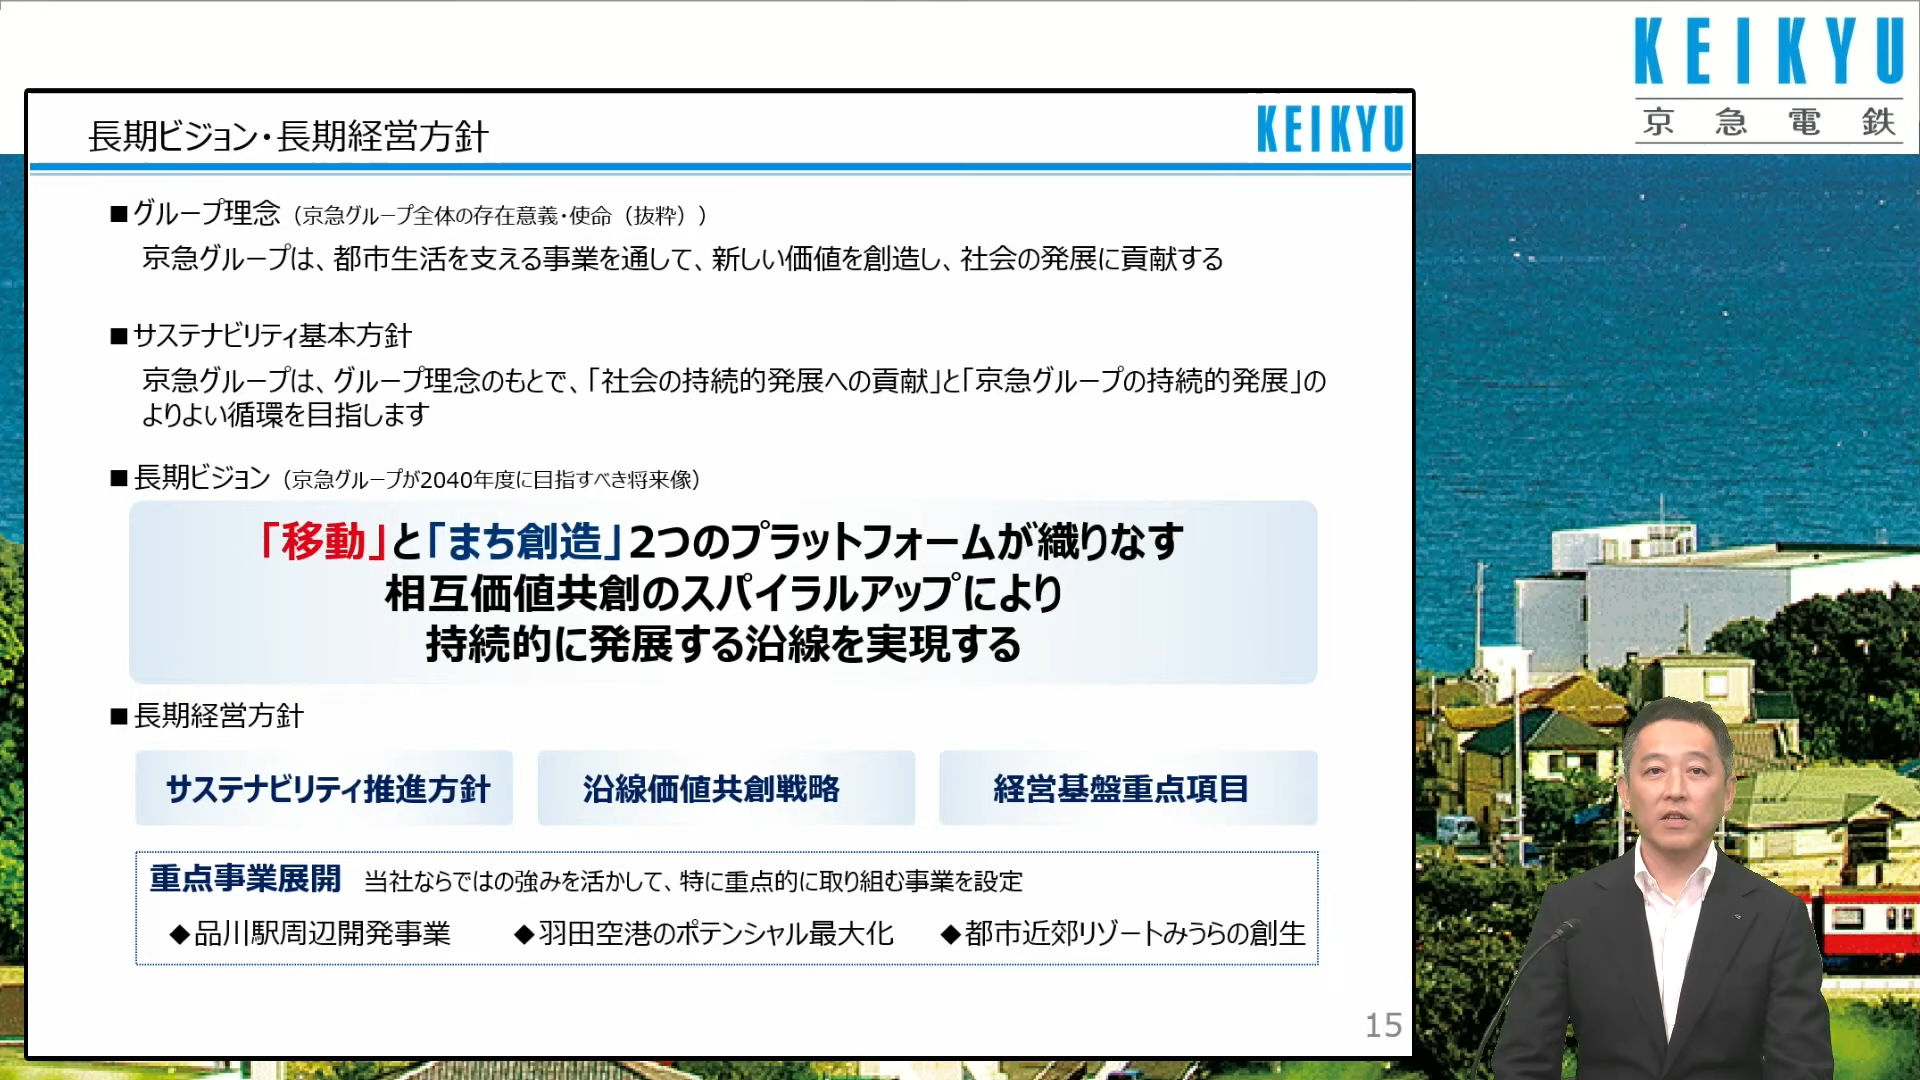 KEIKYU
京急電鉄
長期ビジョン・長期経営方針
KEIKYU
■グループ理念（京急グループ全体の存在意義・使命（抜粋））
京急グループは、都市生活を支える事業を通して、新しい価値を創造し、社会の発展に貢献する
■サステナビリティ基本方針
京急グループは、グループ理念のもとで、「社会の持続的発展への貢献」と「京急グループの持続的発展」の
よりよい循環を目指します
■長期ビジョン（京急グループが2040年度に目指すべき将来像）
「移動」と「まち創造」2つのプラットフォームが織りなす
相互価値共創のスパイラルアップにより
持続的に発展する沿線を実現する
■長期経営方針
サステナビリティ推進方針
沿線価値共創戦略
経営基盤重点項目
重点事業展開 当社ならではの強みを活かして、特に重点的に取り組む事業を設定
◆品川駅周辺開発事業 ◆羽田空港のポテンシャル最大化 ◆都市近郊リゾートみうらの創生
15